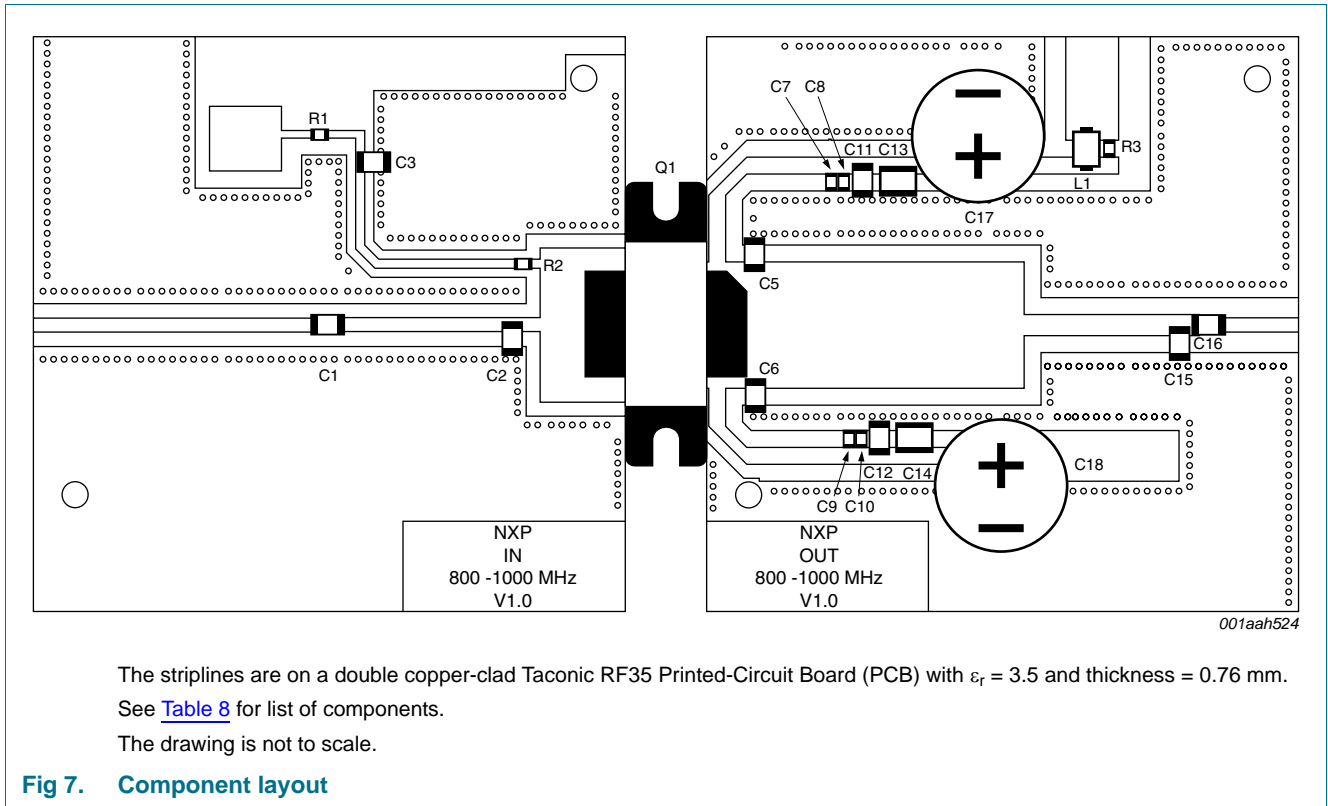 R1
C3
R2
C1
C2
Q1
C7 C8
C11 C13
R3
L1
C17
C5
C16
C15
C6
C18
C12 C14
C9 C10
NXP
IN
800 -1000 MHz
V1.0
NXP
OUT
800 -1000 MHz
V1.0
001aah524
The striplines are on a double copper-clad Taconic RF35 Printed-Circuit Board (PCB) with εr = 3.5 and thickness = 0.76 mm.
See Table 8 for list of components.
The drawing is not to scale.
Fig 7. Component layout